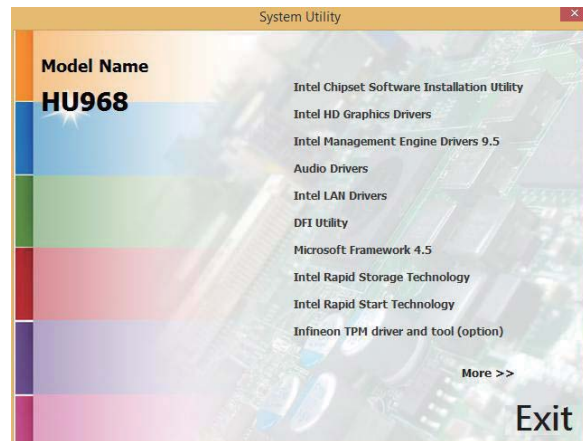 System Utility
Model Name
HU968
Intel Chipset Software Installation Utility
Intel HD Graphics Drivers
Intel Management Engine Drivers 9.5
Audio Drivers
Intel LAN Drivers
DFI Utility
Microsoft Framework 4.5
Intel Rapid Storage Technology
Intel Rapid Start Technology
Infineon TPM driver and tool (option)
More >>
Exit